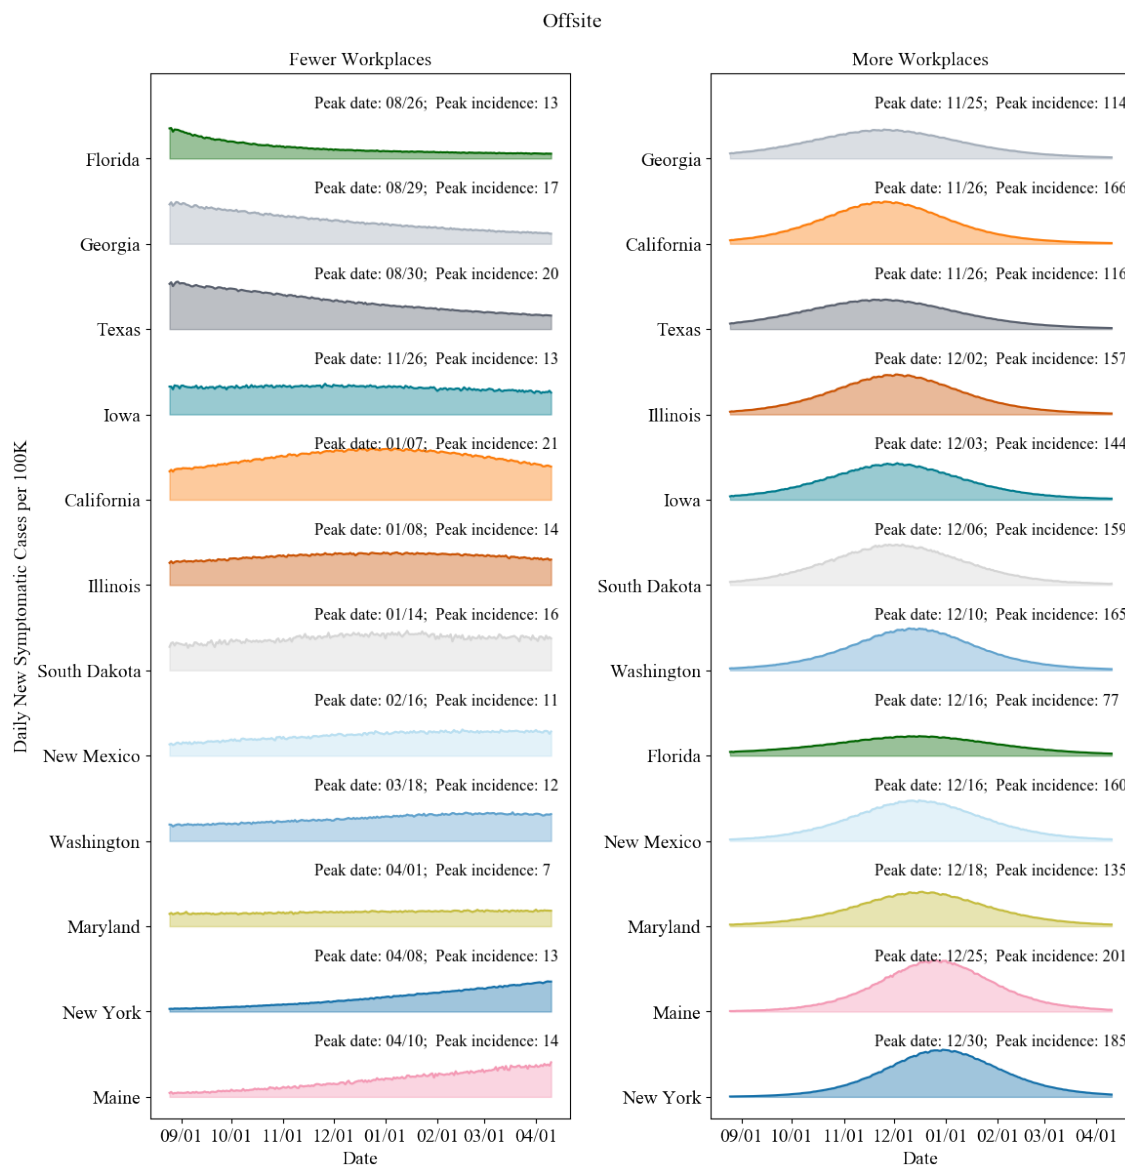 Offsite
Fewer Workplaces
Daily New Symptomatic Cases per 100K
Peak date: 08/26;  Peak incidence: 13
Florida
Peak date: 08/29;  Peak incidence: 17
Georgia
Peak date: 08/30;  Peak incidence: 20
Texas
Peak date: 11/26;  Peak incidence: 13
Iowa
Peak date: 01/07;  Peak incidence: 21
California
Peak date: 01/08;  Peak incidence: 14
Illinois
Peak date: 01/14;  Peak incidence: 16
South Dakota
Peak date: 02/16;  Peak incidence: 11
New Mexico
Peak date: 03/18;  Peak incidence: 12
Washington
Peak date: 04/01;  Peak incidence: 7
Maryland
Peak date: 04/08;  Peak incidence: 13
New York
Peak date: 04/10;  Peak incidence: 14
Maine
09/01 10/01 11/01 12/01 01/01 02/01 03/01 04/01
Date
More Workplaces
Peak date: 11/25;  Peak incidence: 114
Georgia
Peak date: 11/26;  Peak incidence: 166
California
Peak date: 11/26;  Peak incidence: 116
Texas
Peak date: 12/02;  Peak incidence: 157
Illinois
Peak date: 12/03;  Peak incidence: 144
Iowa
Peak date: 12/06;  Peak incidence: 159
South Dakota
Peak date: 12/10;  Peak incidence: 165
Washington
Peak date: 12/16;  Peak incidence: 77
Florida
Peak date: 12/16;  Peak incidence: 160
New Mexico
Peak date: 12/18;  Peak incidence: 135
Maryland
Peak date: 12/25;  Peak incidence: 201
Maine
Peak date: 12/30;  Peak incidence: 185
New York
09/01 10/01 11/01 12/01 01/01 02/01 03/01 04/01
Date